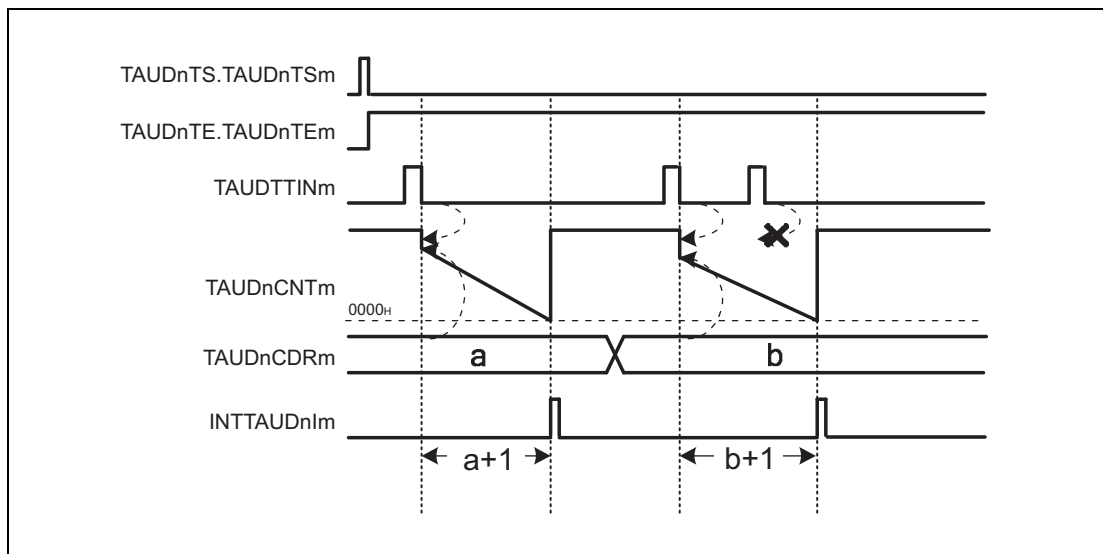 TAUDnTS.TAUDnTSm
TAUDnTE.TAUDnTEm
TAUDTTINm
TAUDnCNTm
0000H
TAUDnCDRm
a
b
INTTAUDnIm
a+1
b+1